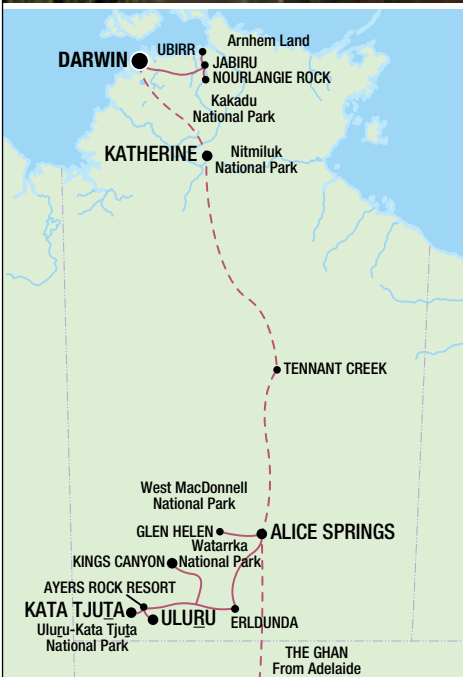 UBIRR
Arnhem Land
DARWIN
JABIRU
NOURLANGIE ROCK
Kakadu
National Park
KATHERINE
Nitmiluk
National Park
TENNANT CREEK
West MacDonnell
National Park
GLEN HELEN
ALICE SPRINGS
Watarrka
National Park
KINGS CANYON
AYERS ROCK RESORT
KATA TJUṮA
ULUṞU
ERLDUNDA
Uluṟu-Kata Tjuṯa
National Park
THE GHAN
From Adelaide